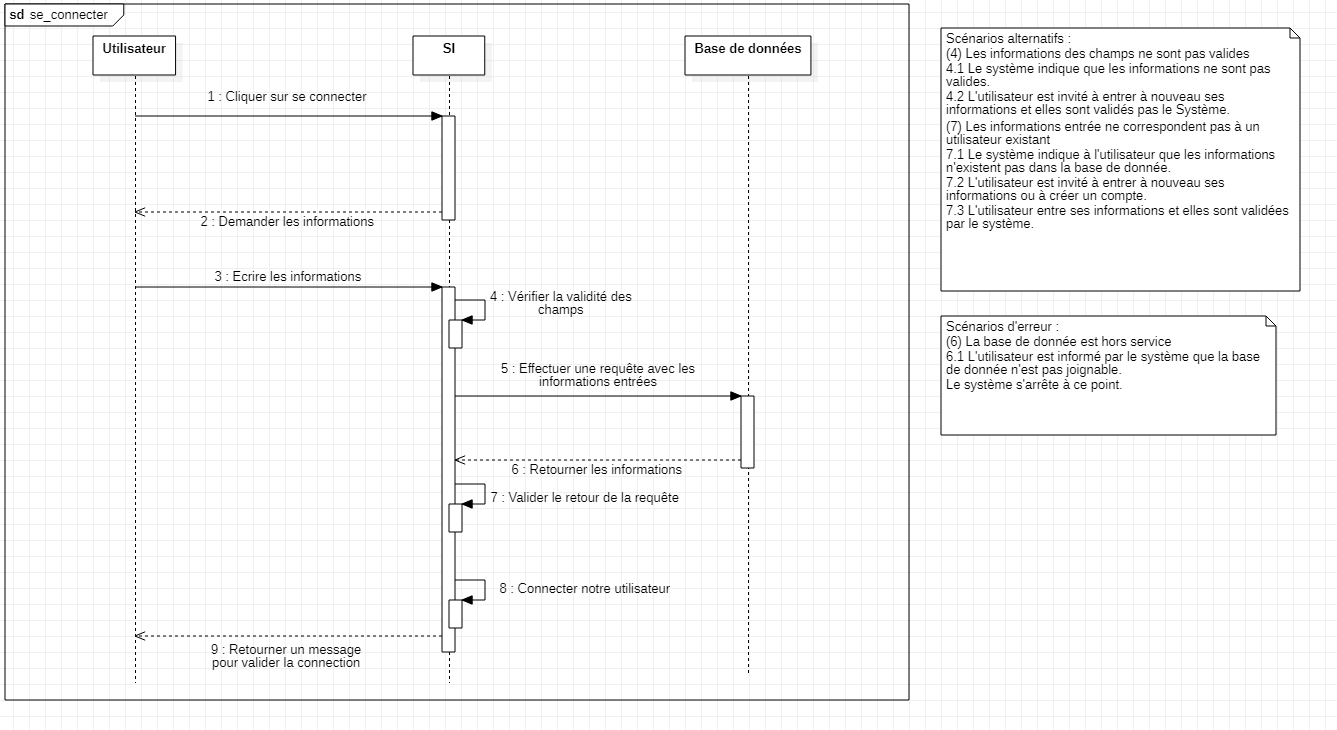 sd se_connecter
Utilisateur
SI
Base de données
1 : Cliquer sur se connecter
2 : Demander les informations
3 : Ecrire les informations
4 : Vérifier la validité des
champs
5 : Effectuer une requête avec les
informations entrées
6 : Retourner les informations
7 : Valider le retour de la requête
8 : Connecter notre utilisateur
9 : Retourner un message
pour valider la connection
Scénarios alternatifs :
(4) Les informations des champs ne sont pas valides
4.1 Le système indique que les informations ne sont pas
valides.
4.2 L'utilisateur est invité à entrer à nouveau ses
informations et elles sont validés pas le Système.
(7) Les informations entrée ne correspondent pas à un
utilisateur existant
7.1 Le système indique à l'utilisateur que les informations
n'existent pas dans la base de donnée.
7.2 L'utilisateur est invité à entrer à nouveau ses
informations ou à créer un compte.
7.3 L'utilisateur entre ses informations et elles sont validées
par le système.
Scénarios d'erreur :
(6) La base de donnée est hors service
6.1 L'utilisateur est informé par le système que la base
de donnée n'est pas joignable.
Le système s'arrête à ce point.